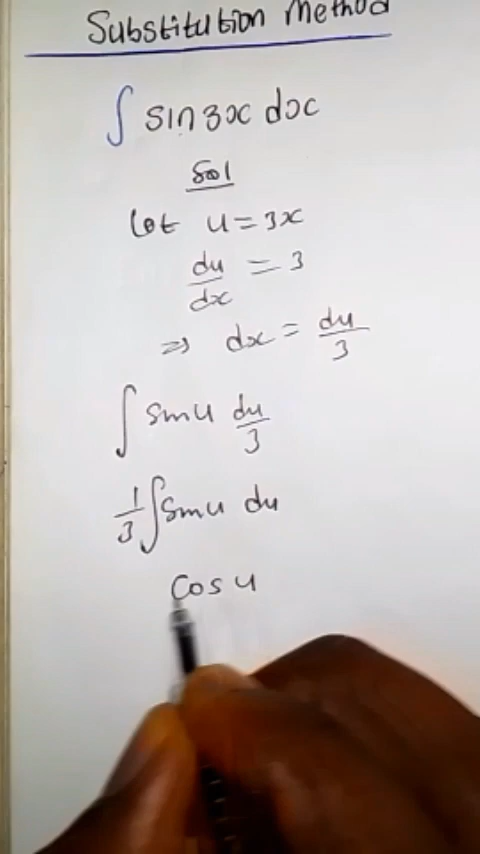 Substitution Method
∫ sin 3x dx
Sol
Let u = 3x
du/dx = 3
⇒ dx = du/3
∫ sin u du/3
1/3 ∫ sin u du
cos u